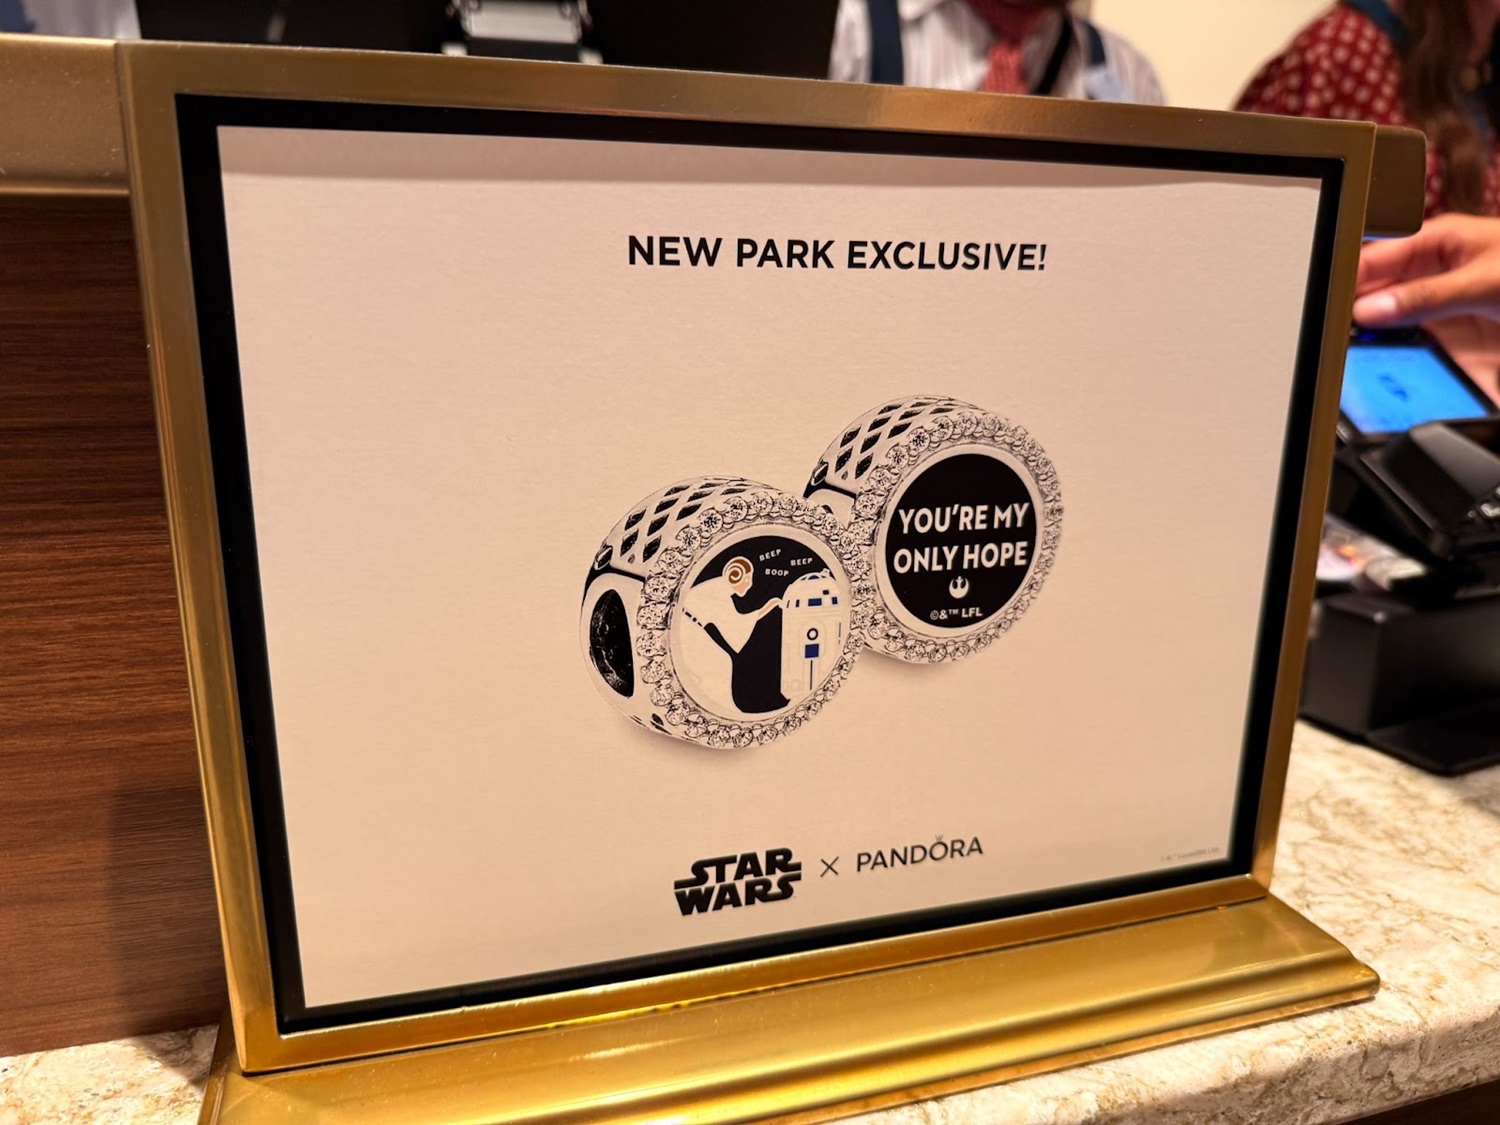 NEW PARK EXCLUSIVE!
BEEP
BOOP BEEP
YOU'RE MY
ONLY HOPE
©&™ LFL
STAR
WARS
× PANDORA